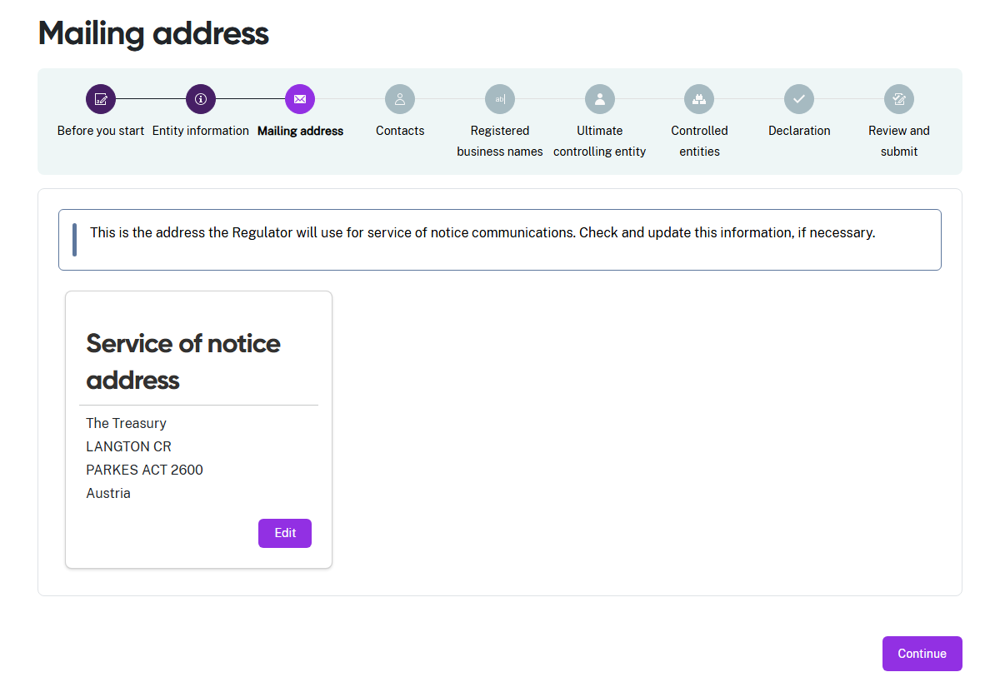 Mailing address
Before you start
Entity information
Mailing address
Contacts
ab
Registered
business names
Ultimate
controlling entity
Controlled
entities
Declaration
Review and
submit
This is the address the Regulator will use for service of notice communications. Check and update this information, if necessary.
Service of notice
address
The Treasury
LANGTON CR
PARKES ACT 2600
Austria
Edit
Continue